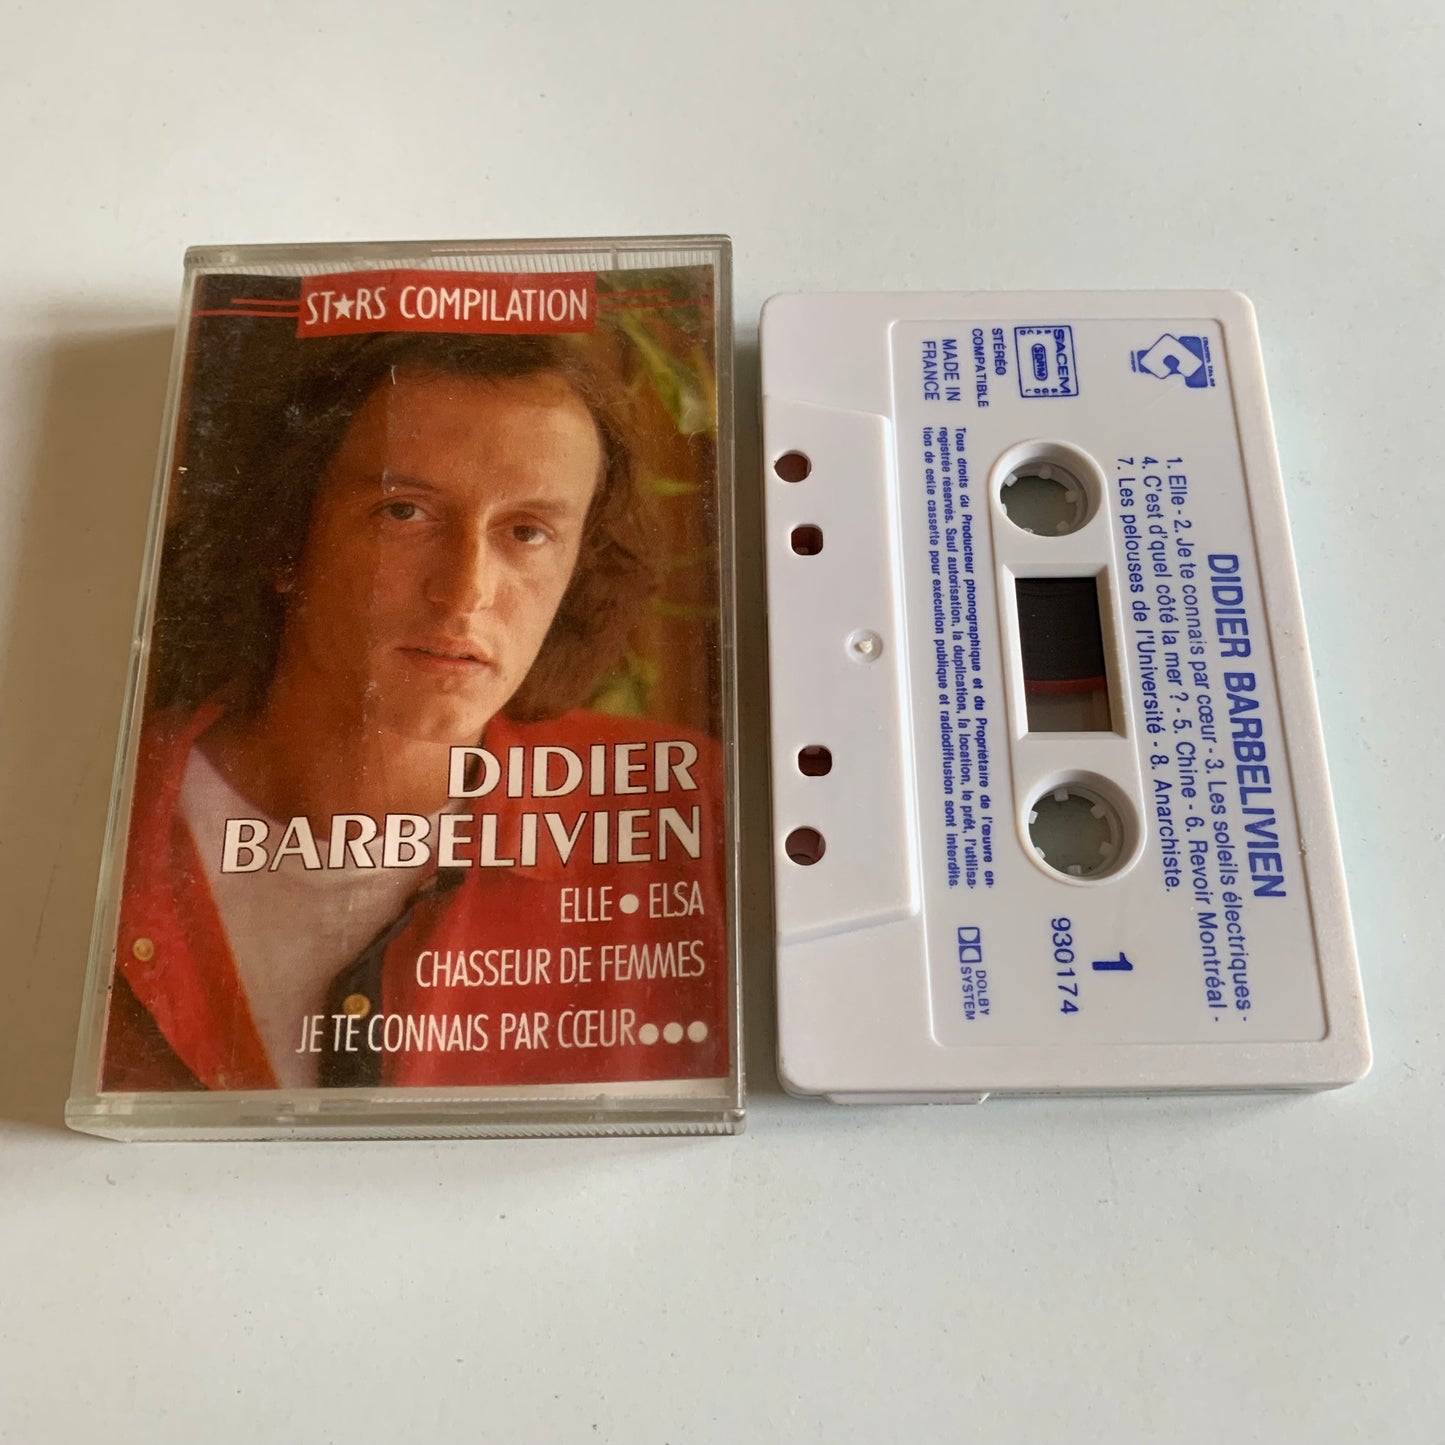 ST★RS COMPILATION
DIDIER
BARBELIVIEN
ELLE ● ELSA
CHASSEUR DE FEMMES
JE TE CONNAIS PAR CŒUR●●●
DIDIER BARBELIVIEN
1. Elle - 2. Je te connais par cœur - 3. Les soleils électriques -
4. C'est d'quel côté la mer ? - 5. Chine - 6. Revoir Montréal -
7. Les pelouses de l'Université - 8. Anarchiste.
1
930174
SACEM
SDRM
STÉRÉO
COMPATIBLE
MADE IN
FRANCE
Tous droits du Producteur phonographique et du Propriétaire de l'œuvre en-
registrée réservés. Sauf autorisation, la duplication, la location, le prêt, l'utilisa-
tion de cette cassette pour exécution publique et radiodiffusion sont interdits.
DOLBY
SYSTEM